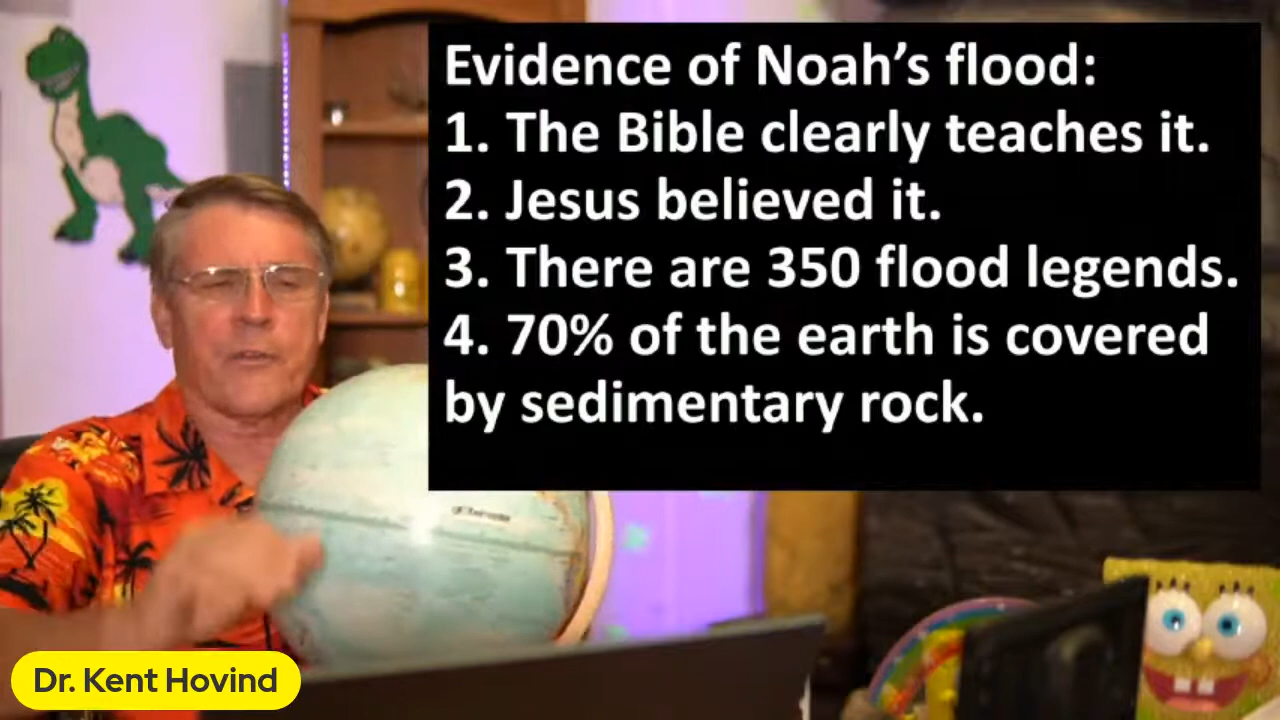 Evidence of Noah’s flood:
1. The Bible clearly teaches it.
2. Jesus believed it.
3. There are 350 flood legends.
4. 70% of the earth is covered
by sedimentary rock.
Dr. Kent Hovind